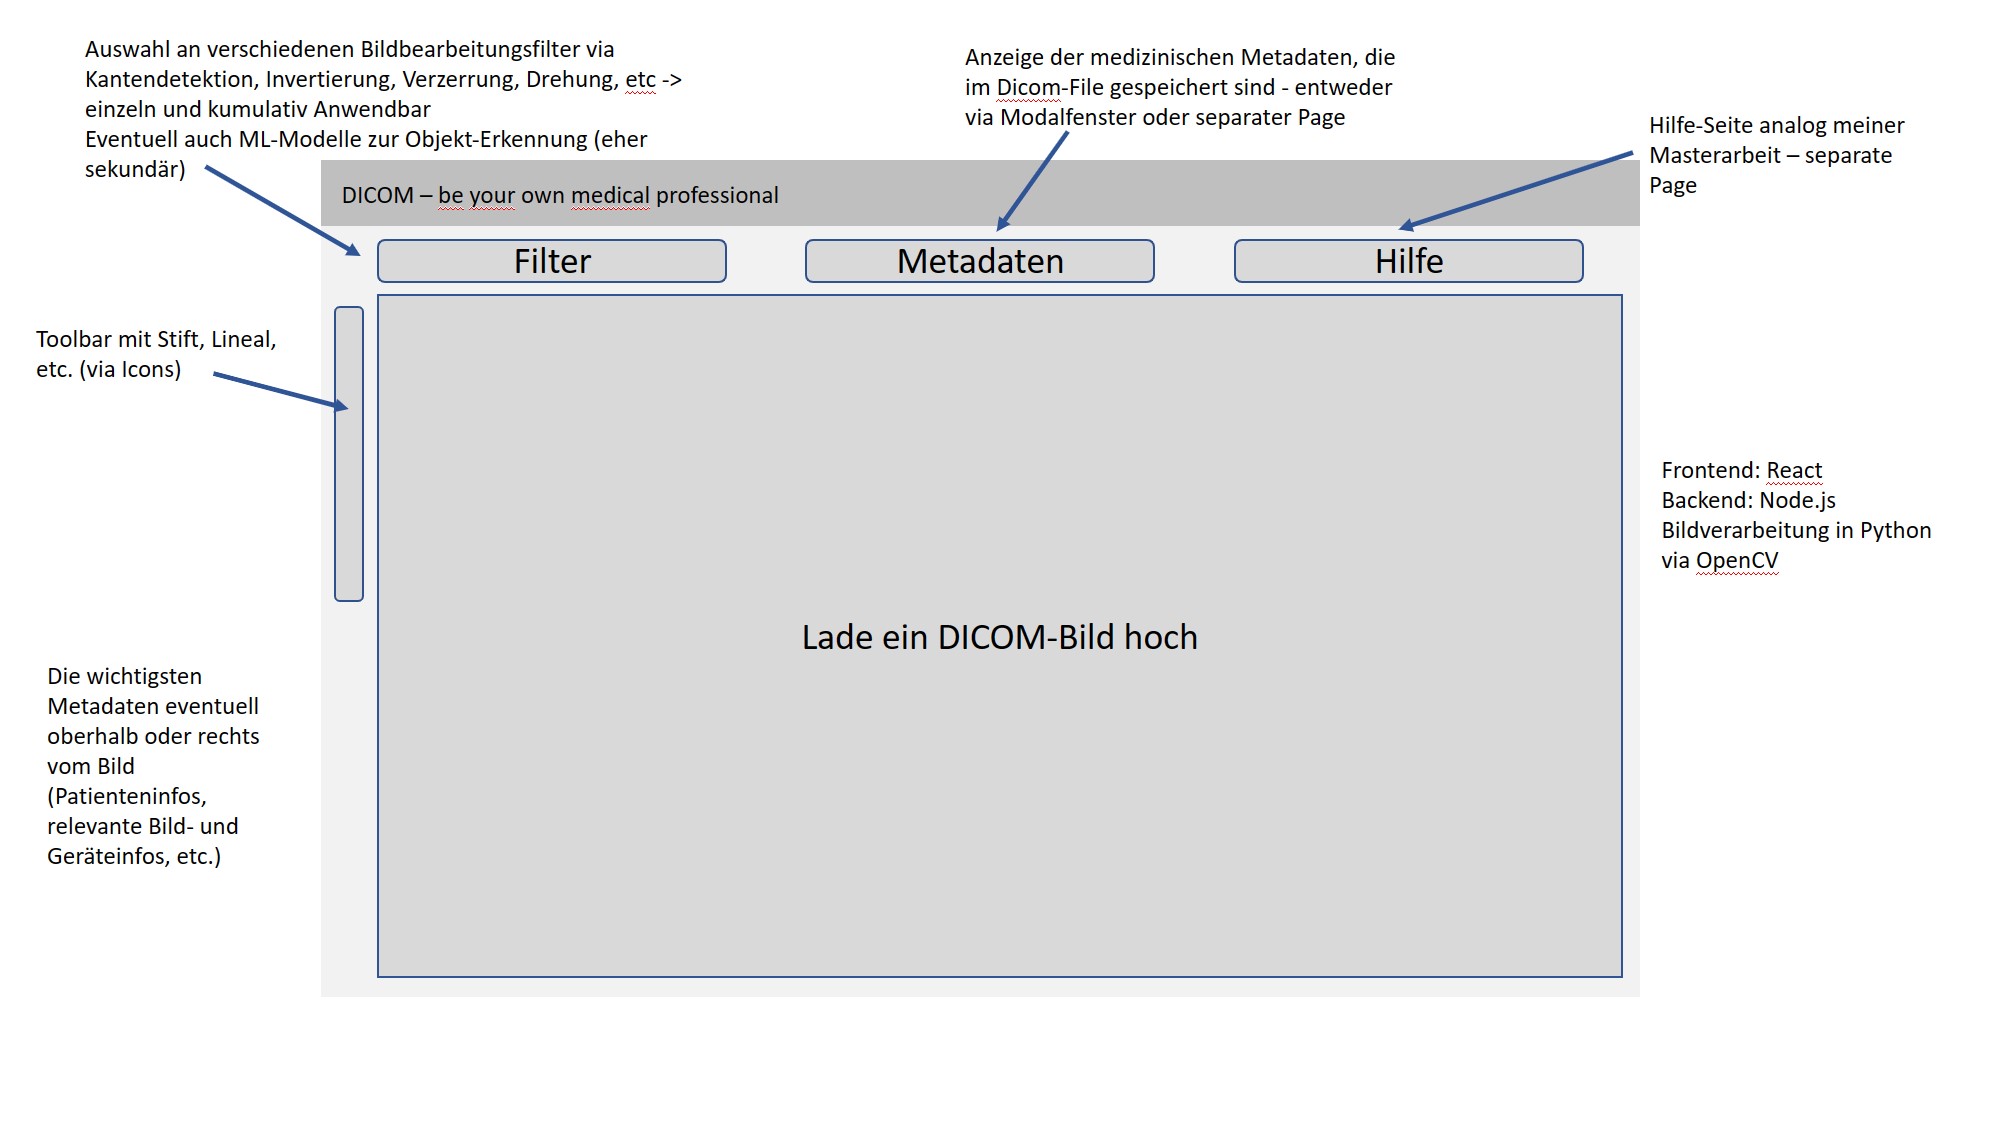 Auswahl an verschiedenen Bildbearbeitungsfilter via
Kantendetektion, Invertierung, Verzerrung, Drehung, etc ->
einzeln und kumulativ Anwendbar
Eventuell auch ML-Modelle zur Objekt-Erkennung (eher
sekundär)
Anzeige der medizinischen Metadaten, die
im Dicom-File gespeichert sind - entweder
via Modalfenster oder separater Page
Hilfe-Seite analog meiner
Masterarbeit – separate
Page
DICOM – be your own medical professional
Filter
Metadaten
Hilfe
Toolbar mit Stift, Lineal,
etc. (via Icons)
Lade ein DICOM-Bild hoch
Frontend: React
Backend: Node.js
Bildverarbeitung in Python
via OpenCV
Die wichtigsten
Metadaten eventuell
oberhalb oder rechts
vom Bild
(Patienteninfos,
relevante Bild- und
Geräteinfos, etc.)